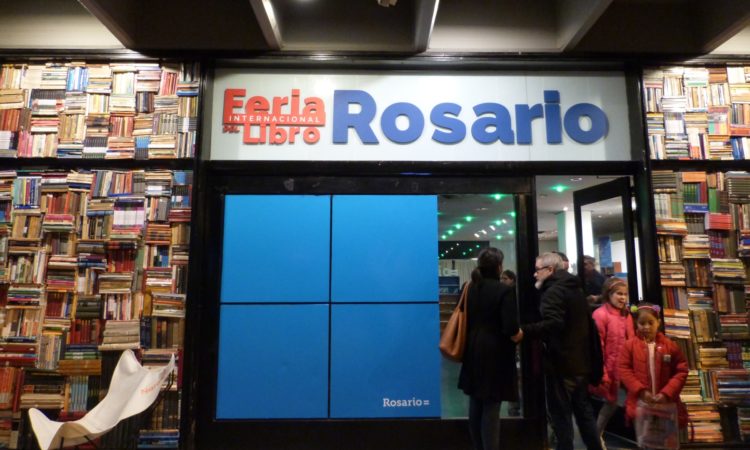 Feria
INTERNACIONAL
DEL Libro
Rosario
Rosario=